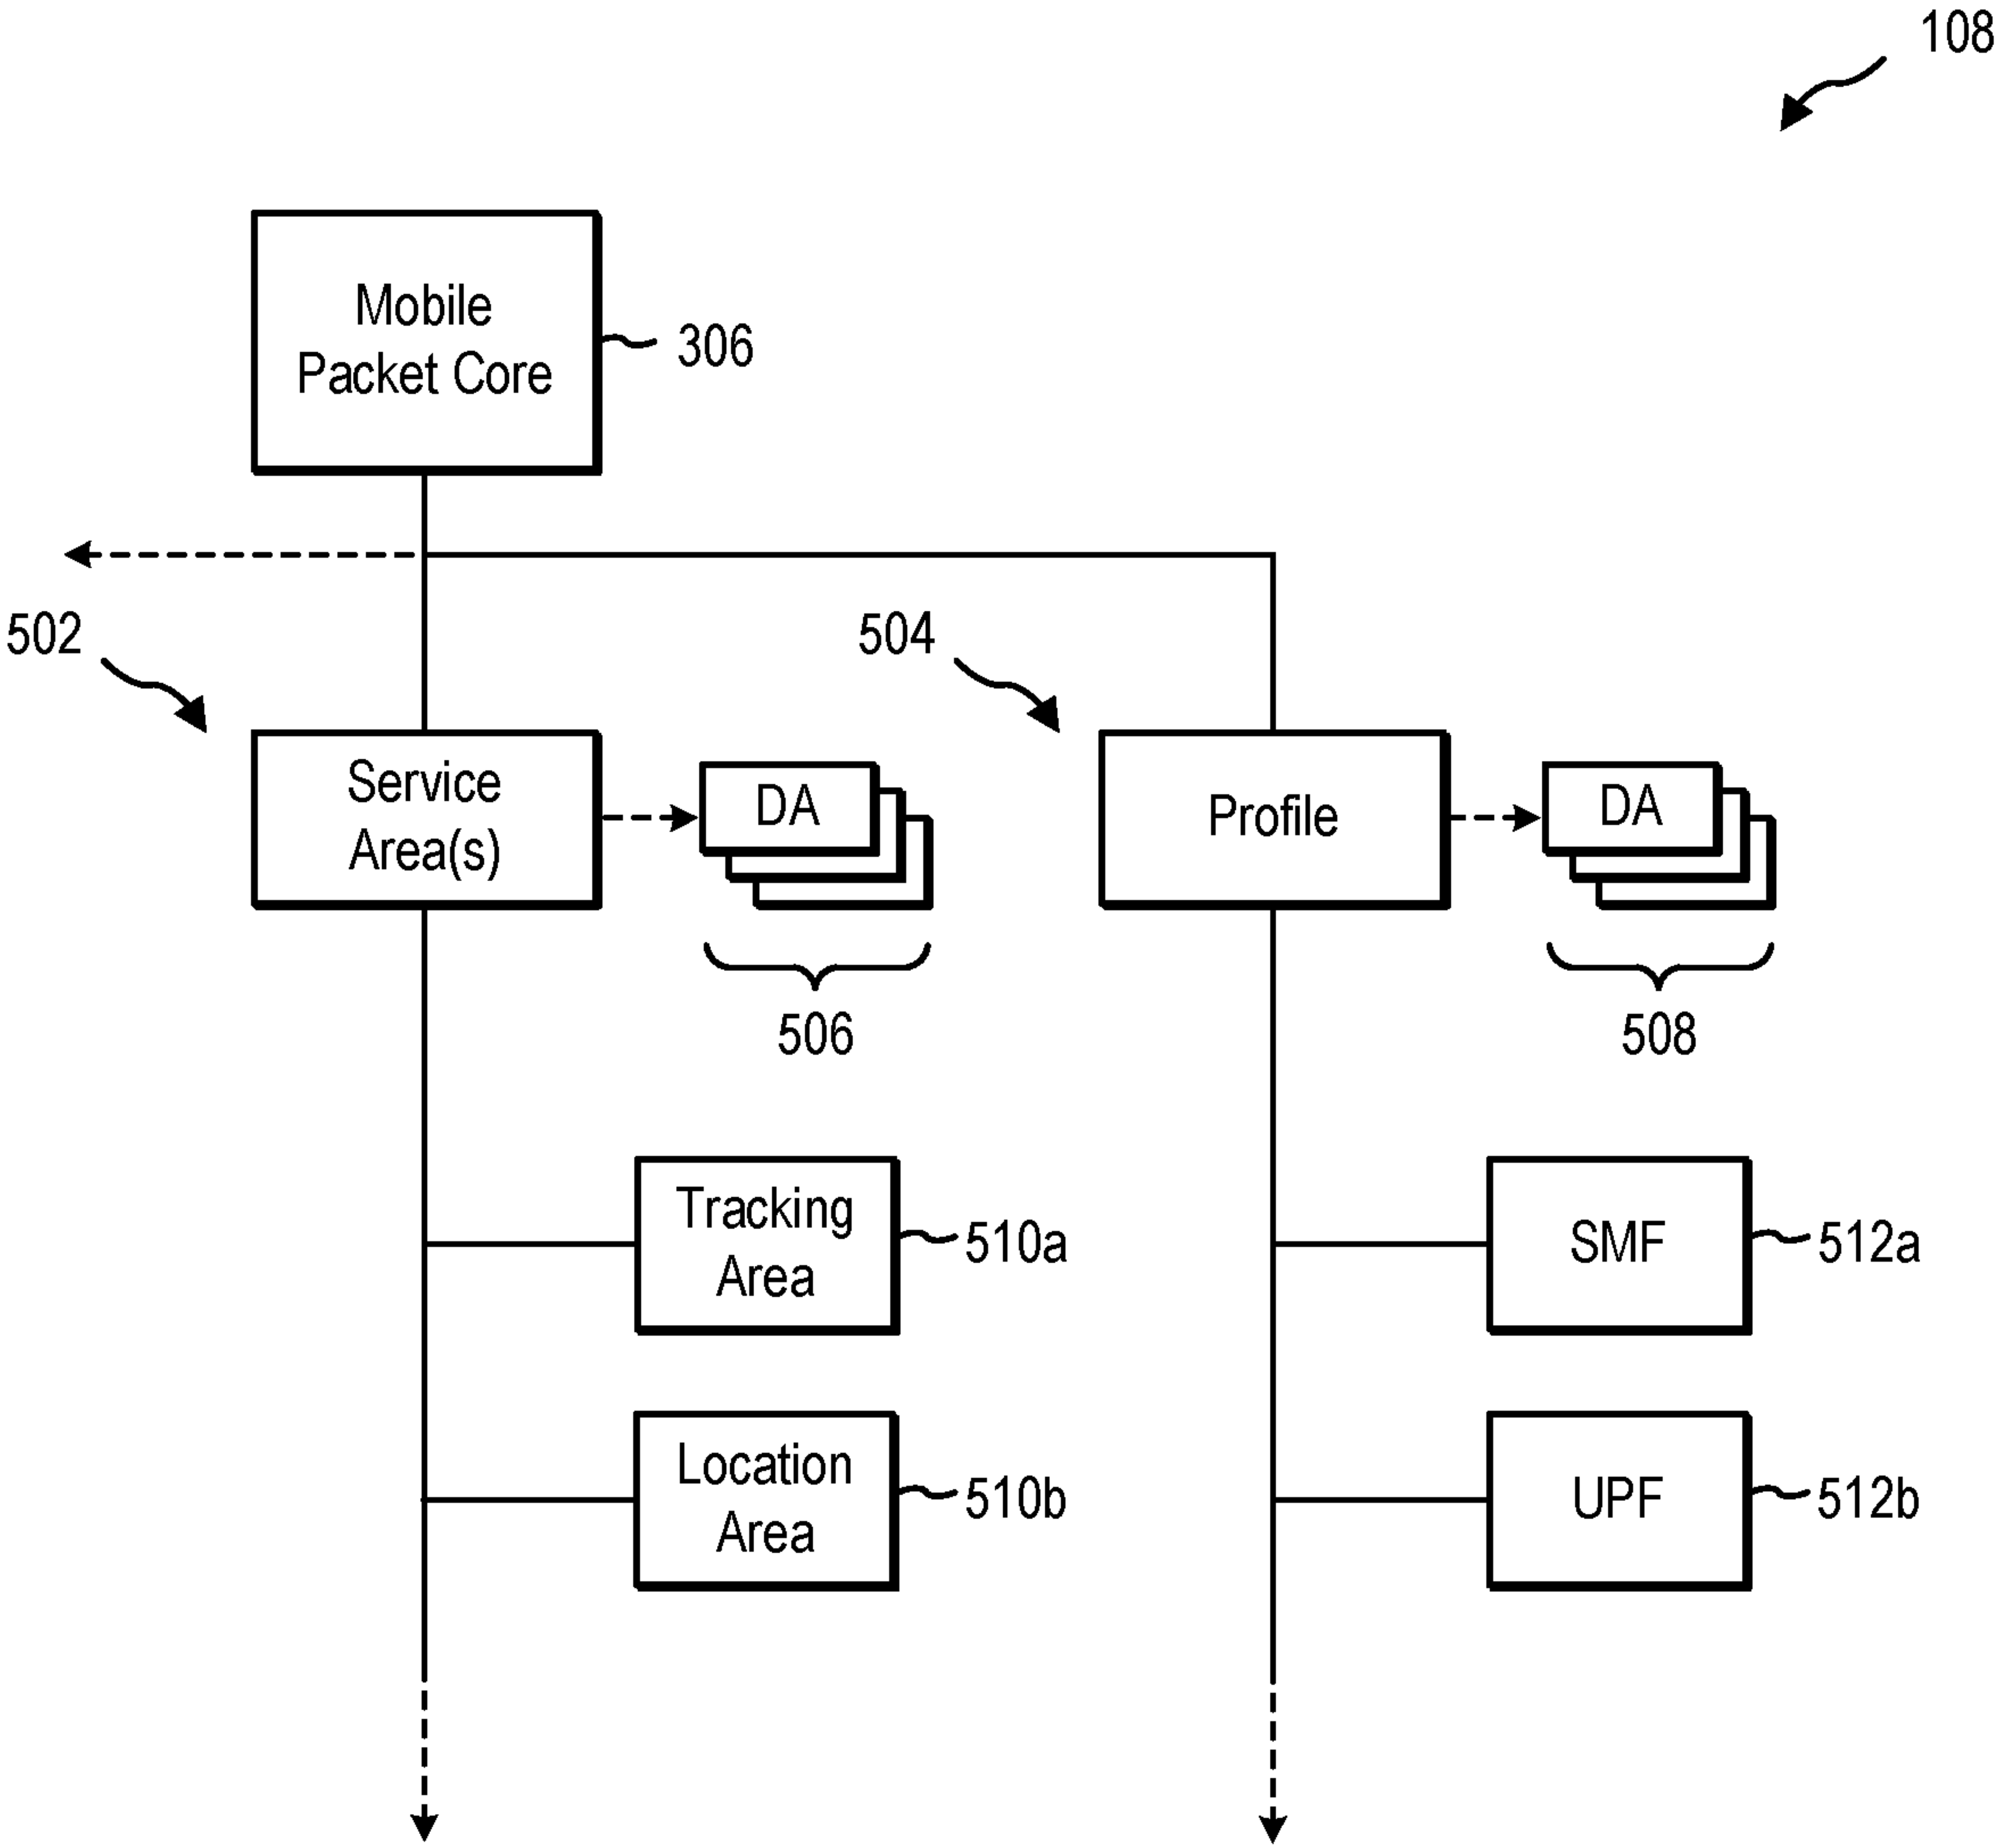 108
Mobile
Packet Core
306
502
504
Service
Area(s)
DA
Profile
DA
506
508
Tracking
Area
510a
SMF
512a
Location
Area
510b
UPF
512b